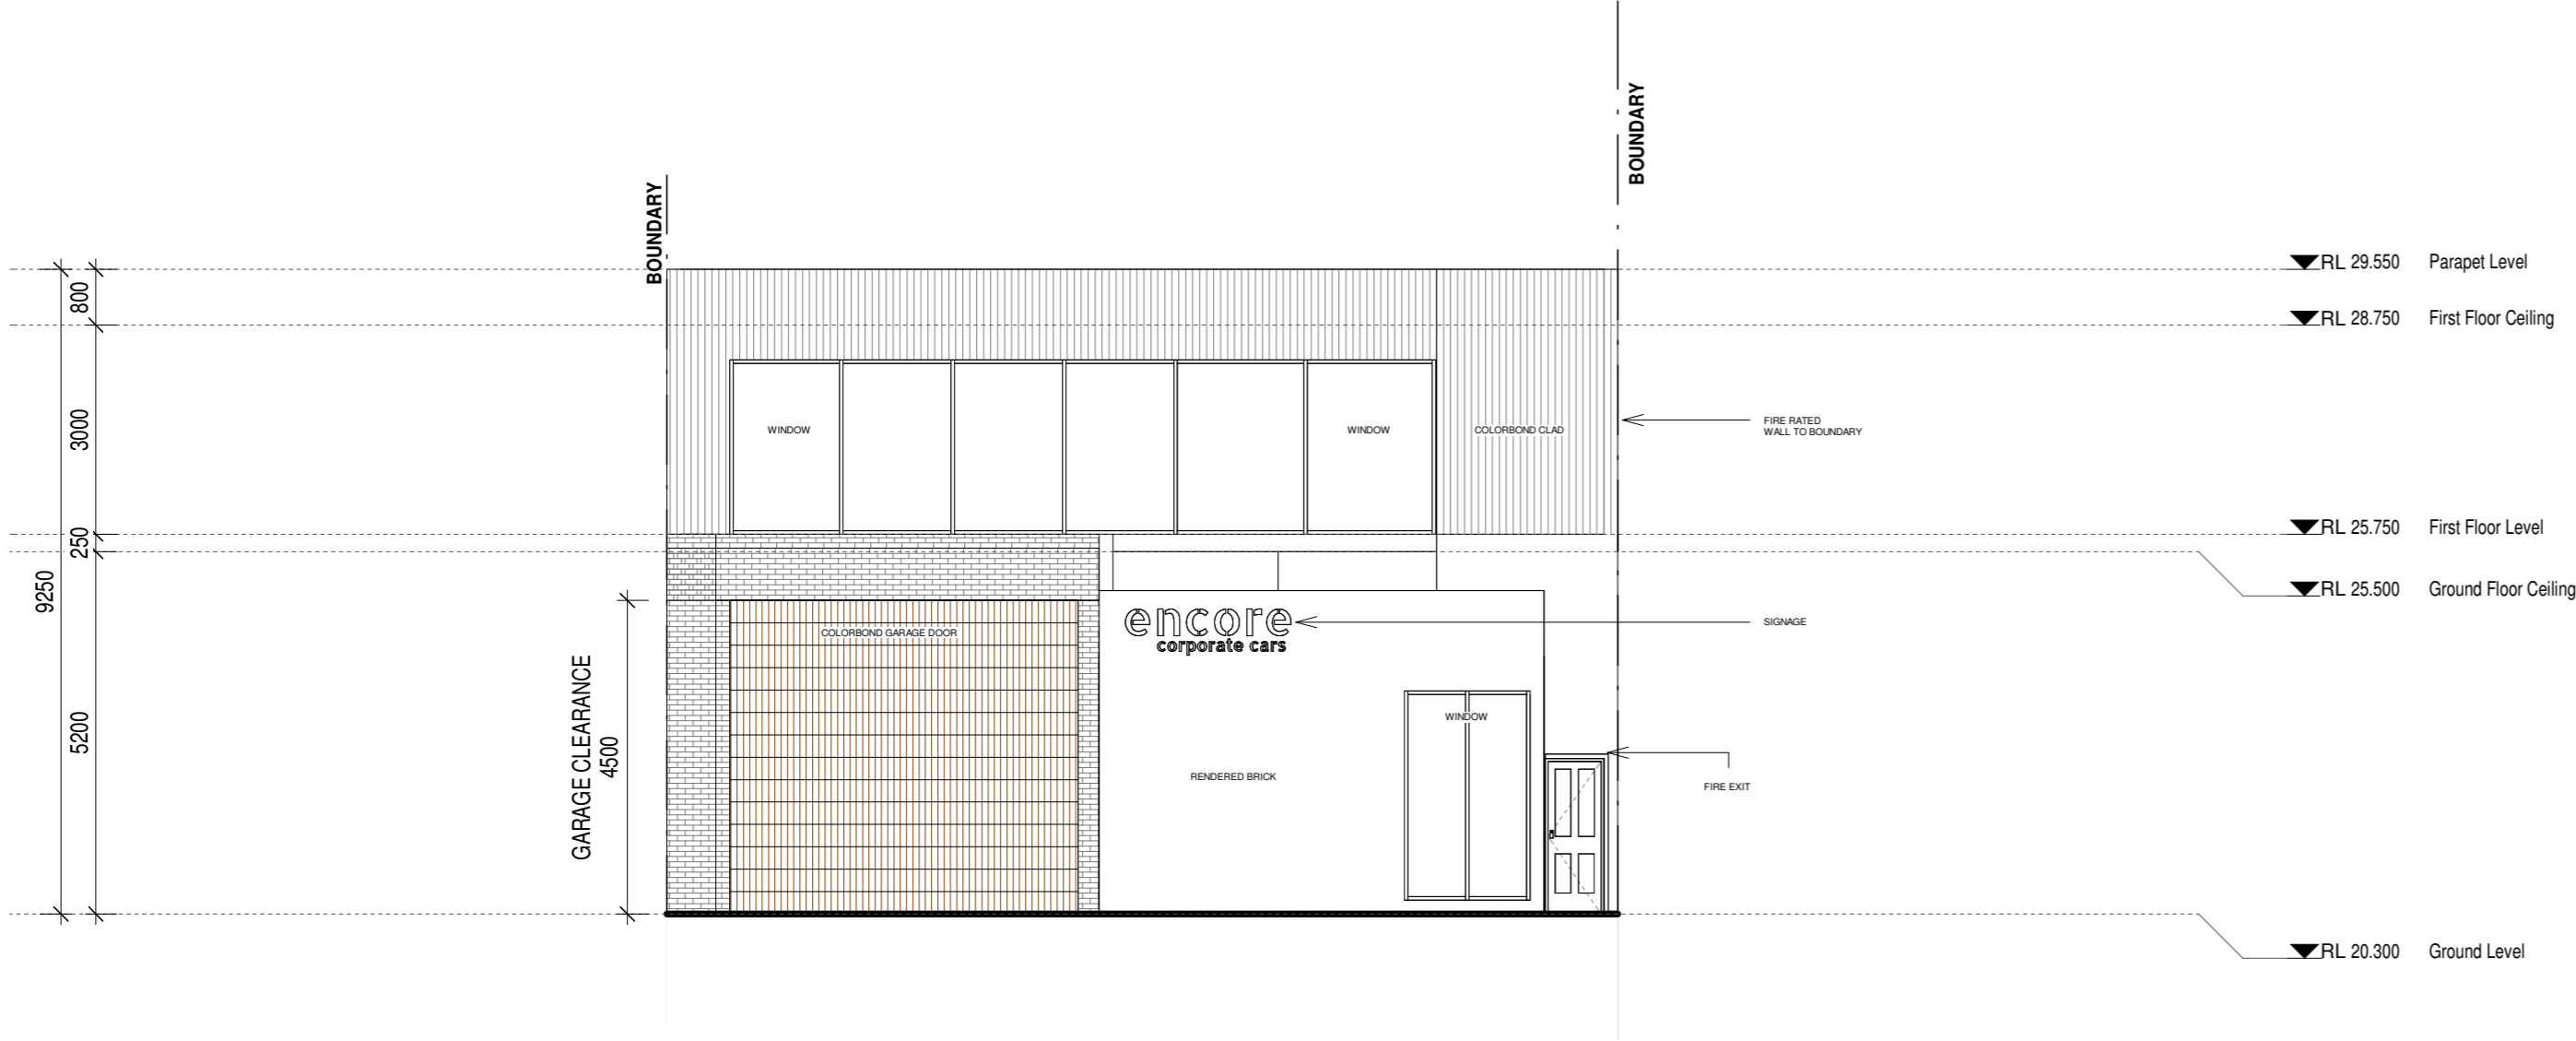 BOUNDARY
BOUNDARY
RL 29.550 Parapet Level
800
RL 28.750 First Floor Ceiling
3000
WINDOW
WINDOW
COLORBOND CLAD
FIRE RATED
WALL TO BOUNDARY
RL 25.750 First Floor Level
250
9250
RL 25.500 Ground Floor Ceiling
encore
corporate cars
SIGNAGE
COLORBOND GARAGE DOOR
5200
GARAGE CLEARANCE
4500
WINDOW
RENDERED BRICK
FIRE EXIT
RL 20.300 Ground Level